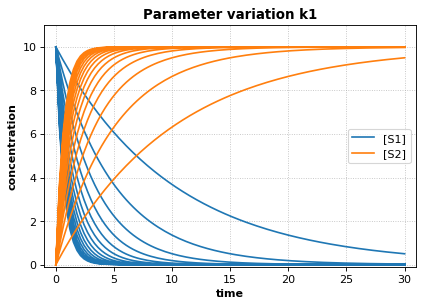 Parameter variation k1
concentration
10
8
6
4
2
0
[S1]
[S2]
0 5 10 15 20 25 30
time